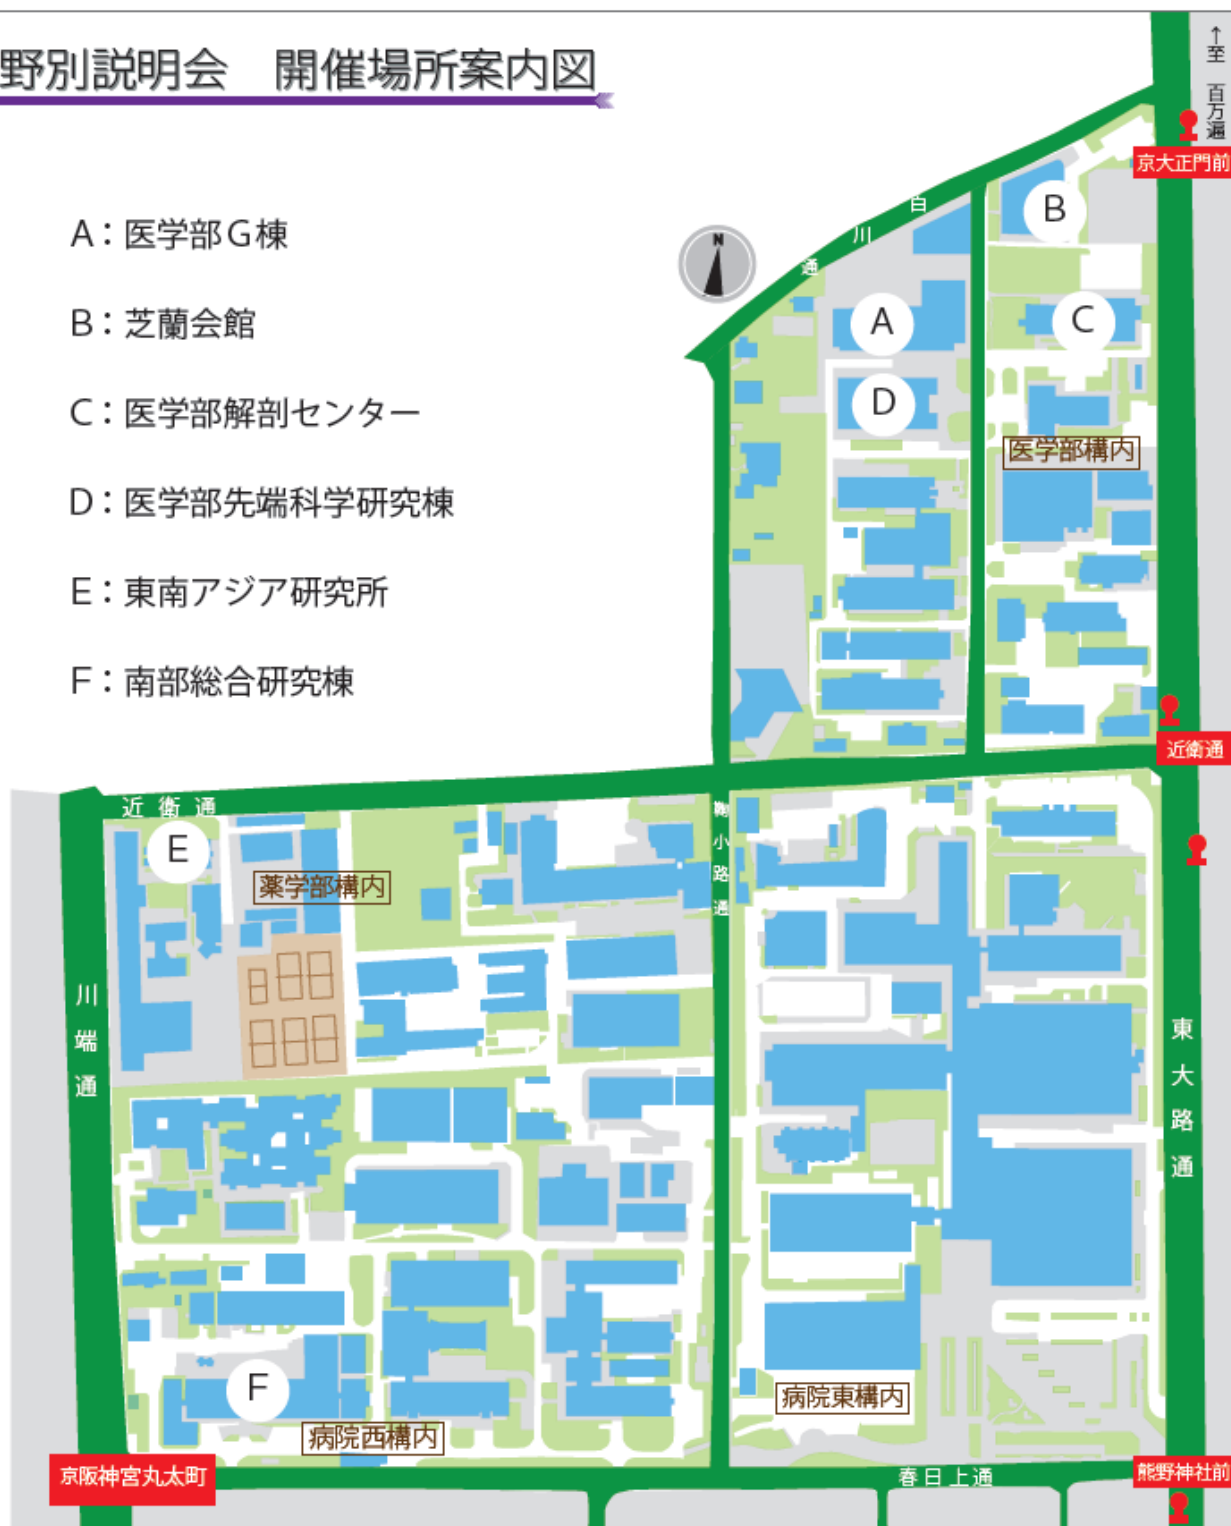 野別説明会　開催場所案内図
↑至　百万遍
京大正門前
A：医学部G棟
B：芝蘭会館
C：医学部解剖センター
D：医学部先端科学研究棟
E：東南アジア研究所
F：南部総合研究棟
N
白川通
B
A
C
D
医学部構内
近衛通
近衛通
E
薬学部構内
小路通
川端通
東大路通
F
病院西構内
病院東構内
京阪神宮丸太町
春日上通
熊野神社前